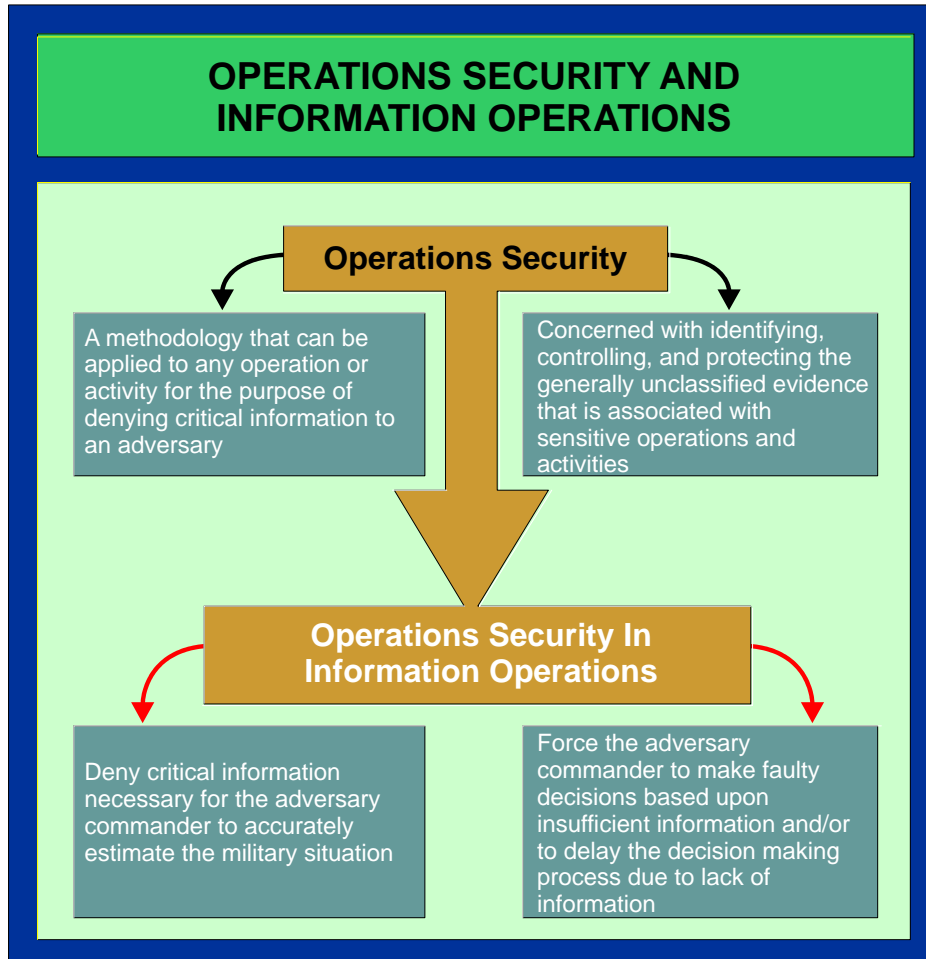 OPERATIONS SECURITY AND
INFORMATION OPERATIONS
Operations Security
A methodology that can be
applied to any operation or
activity for the purpose of
denying critical information to
an adversary
Concerned with identifying,
controlling, and protecting the
generally unclassified evidence
that is associated with
sensitive operations and
activities
Operations Security In
Information Operations
Deny critical information
necessary for the adversary
commander to accurately
estimate the military situation
Force the adversary
commander to make faulty
decisions based upon
insufficient information and/or
to delay the decision making
process due to lack of
information